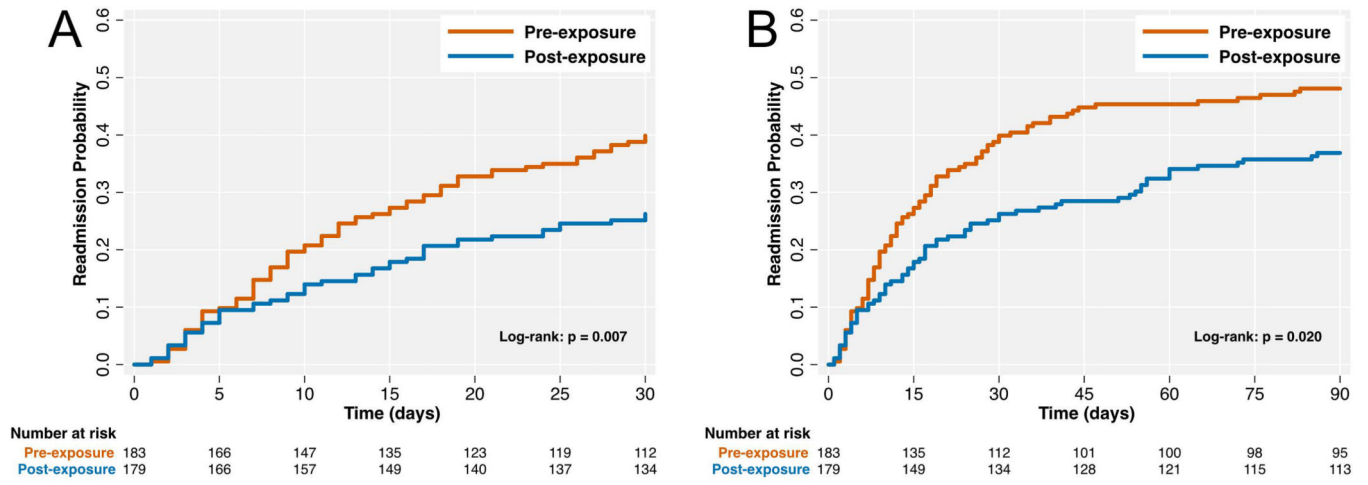 A
Pre-exposure
Post-exposure
Readmission Probability
0.6
0.5
0.4
0.3
0.2
0.1
0.0
Log-rank: p = 0.007
0 5 10 15 20 25 30
Time (days)
Number at risk
Pre-exposure 183 166 147 135 123 119 112
Post-exposure 179 166 157 149 140 137 134
B
Pre-exposure
Post-exposure
Readmission Probability
0.6
0.5
0.4
0.3
0.2
0.1
0.0
Log-rank: p = 0.020
0 15 30 45 60 75 90
Time (days)
Number at risk
Pre-exposure 183 135 112 101 100 98 95
Post-exposure 179 149 134 128 121 115 113